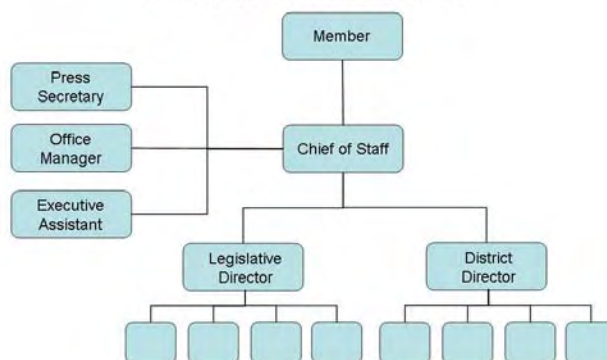 Member
Press
Secretary
Office
Manager
Chief of Staff
Executive
Assistant
Legislative
Director
District
Director